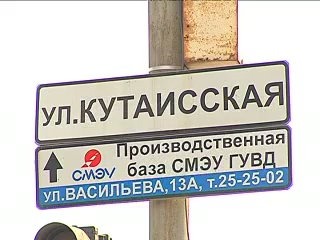 УЛ.КУТАИССКАЯ
Производственная
СМЭУ база СМЭУ ГУВД
УЛ.ВАСИЛЬЕВА,13А, т.25-25-02